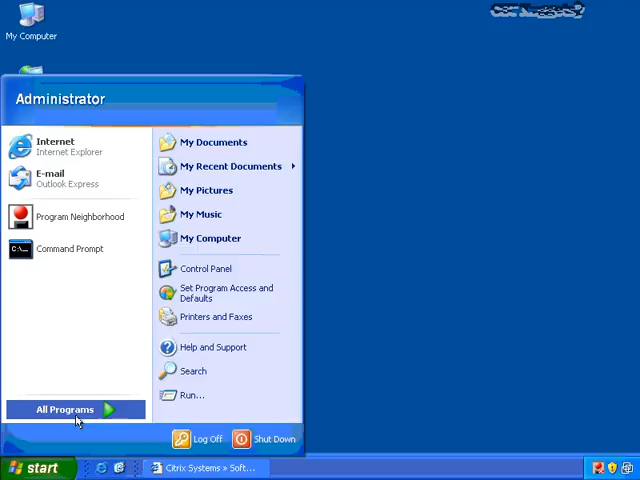 My Computer
CBT Nuggets
Administrator
Internet
Internet Explorer
E-mail
Outlook Express
Program Neighborhood
Command Prompt
All Programs
My Documents
My Recent Documents
My Pictures
My Music
My Computer
Control Panel
Set Program Access and
Defaults
Printers and Faxes
Help and Support
Search
Run...
Log Off
Shut Down
start
Citrix Systems » Soft...